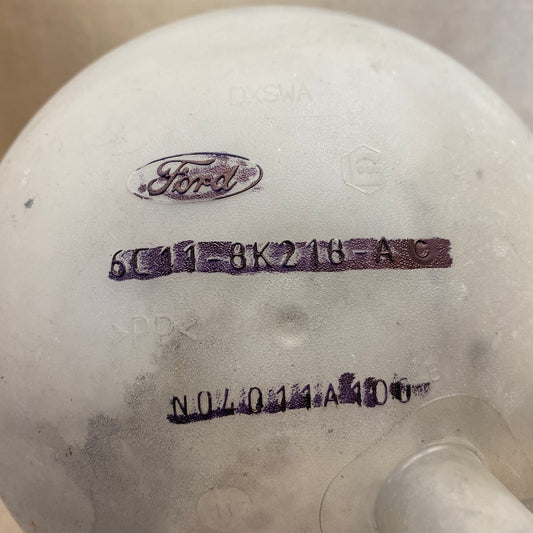 DXSWA
Ford
6C11-8K218-AC
>PP<
N04011A100